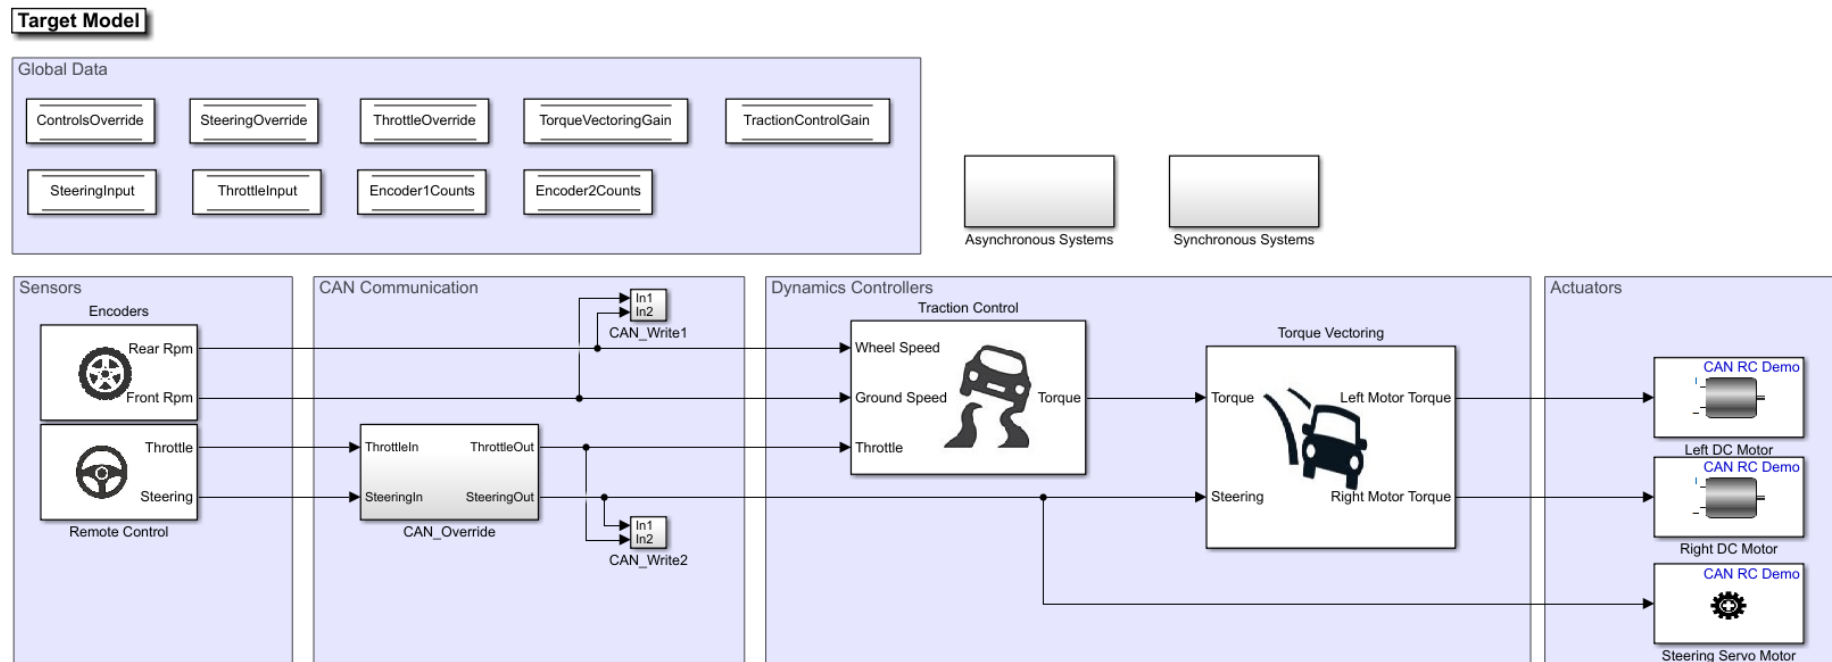 Target Model
Global Data
ControlsOverride
SteeringOverride
ThrottleOverride
TorqueVectoringGain
TractionControlGain
SteeringInput
ThrottleInput
Encoder1Counts
Encoder2Counts
Asynchronous Systems
Synchronous Systems
Sensors
Encoders
Rear Rpm
Front Rpm
Throttle
Steering
Remote Control
CAN Communication
In1
In2
CAN_Write1
ThrottleIn
ThrottleOut
SteeringIn
SteeringOut
CAN_Override
In1
In2
CAN_Write2
Dynamics Controllers
Traction Control
Wheel Speed
Ground Speed
Torque
Throttle
Torque Vectoring
Torque
Left Motor Torque
Steering
Right Motor Torque
Actuators
CAN RC Demo
Left DC Motor
CAN RC Demo
Right DC Motor
CAN RC Demo
Steering Servo Motor